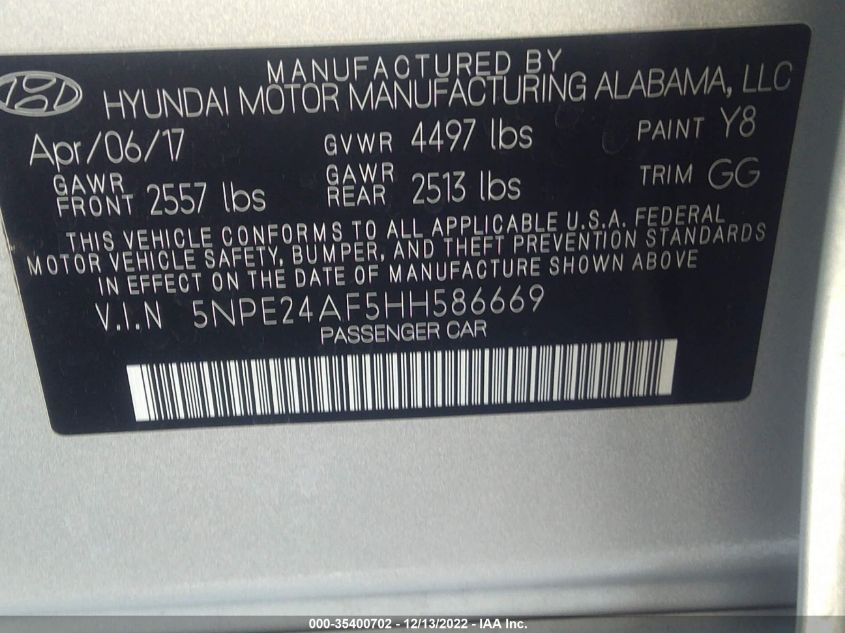 MANUFACTURED BY
HYUNDAI MOTOR MANUFACTURING ALABAMA, LLC
Apr/06/17 GVWR 4497 lbs PAINT Y8
GAWR FRONT 2557 lbs GAWR REAR 2513 lbs TRIM GG
THIS VEHICLE CONFORMS TO ALL APPLICABLE U.S.A. FEDERAL
MOTOR VEHICLE SAFETY, BUMPER, AND THEFT PREVENTION STANDARDS
IN EFFECT ON THE DATE OF MANUFACTURE SHOWN ABOVE
V.I.N 5NPE24AF5HH586669
PASSENGER CAR
000-35400702 - 12/13/2022 - IAA Inc.